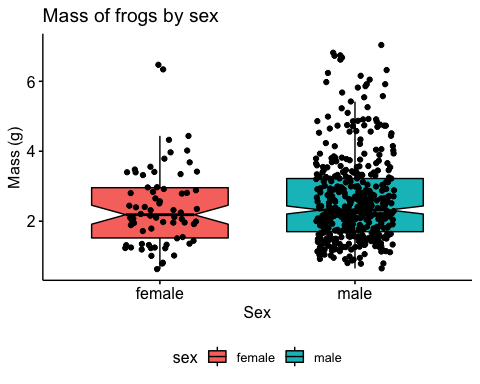 Mass of frogs by sex
Mass (g)
6
4
2
female male
Sex
sex female male